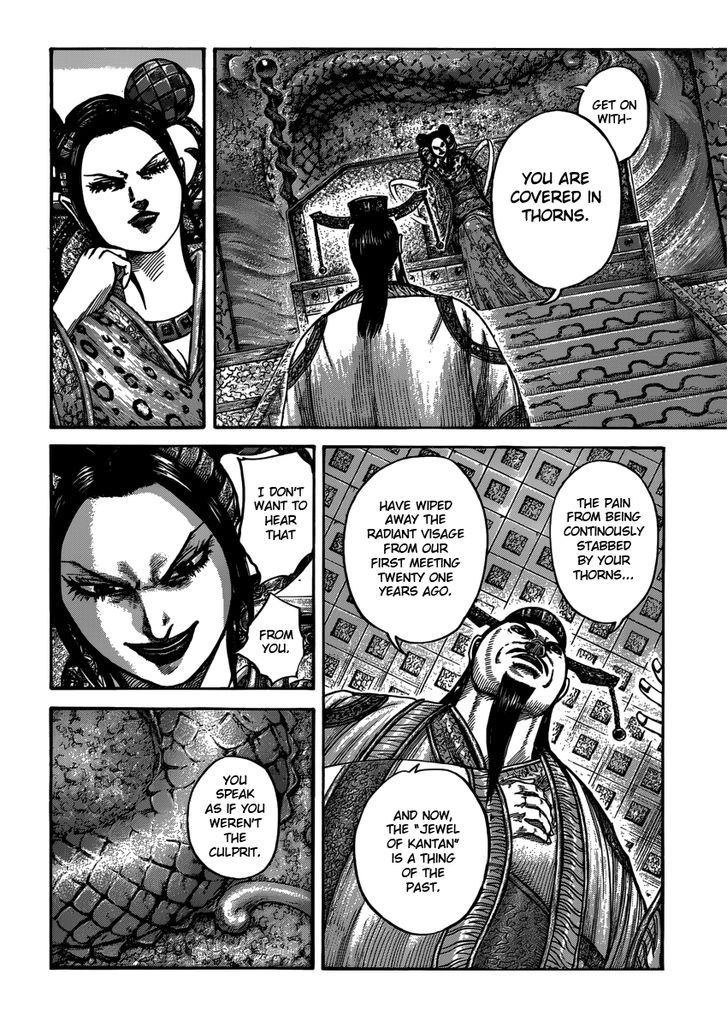 GET ON
WITH-
YOU ARE
COVERED IN
THORNS.
THE PAIN
FROM BEING
CONTINOUSLY
STABBED
BY YOUR
THORNS...
HAVE WIPED
AWAY THE
RADIANT VISAGE
FROM OUR
FIRST MEETING
TWENTY ONE
YEARS AGO.
AND NOW,
THE "JEWEL
OF KANTAN"
IS A THING
OF THE
PAST.
I DON'T
WANT TO
HEAR
THAT
FROM
YOU.
YOU
SPEAK
AS IF YOU
WEREN'T
THE
CULPRIT.